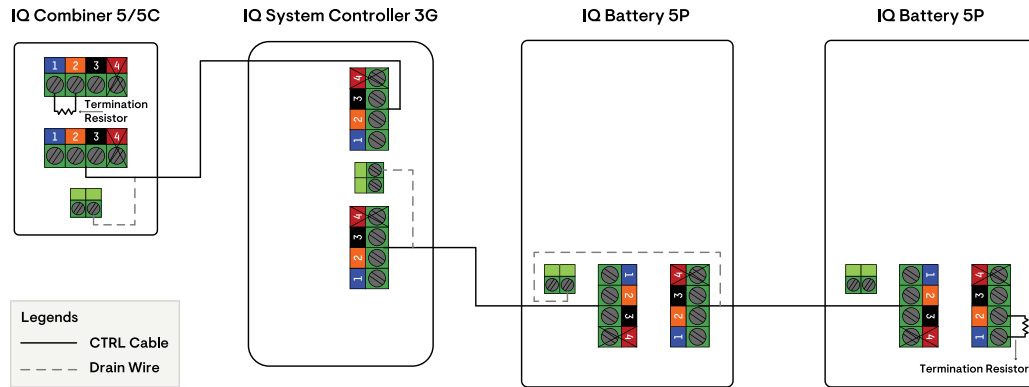 IQ Combiner 5/5C
IQ System Controller 3G
IQ Battery 5P
IQ Battery 5P
1 2 3 4
Termination
Resistor
1 2 3 4
4
3
2
1
4
3
2
1
1
2
3
4
4
3
2
1
1
2
3
4
4
3
2
1
Termination Resistor
Legends
CTRL Cable
Drain Wire